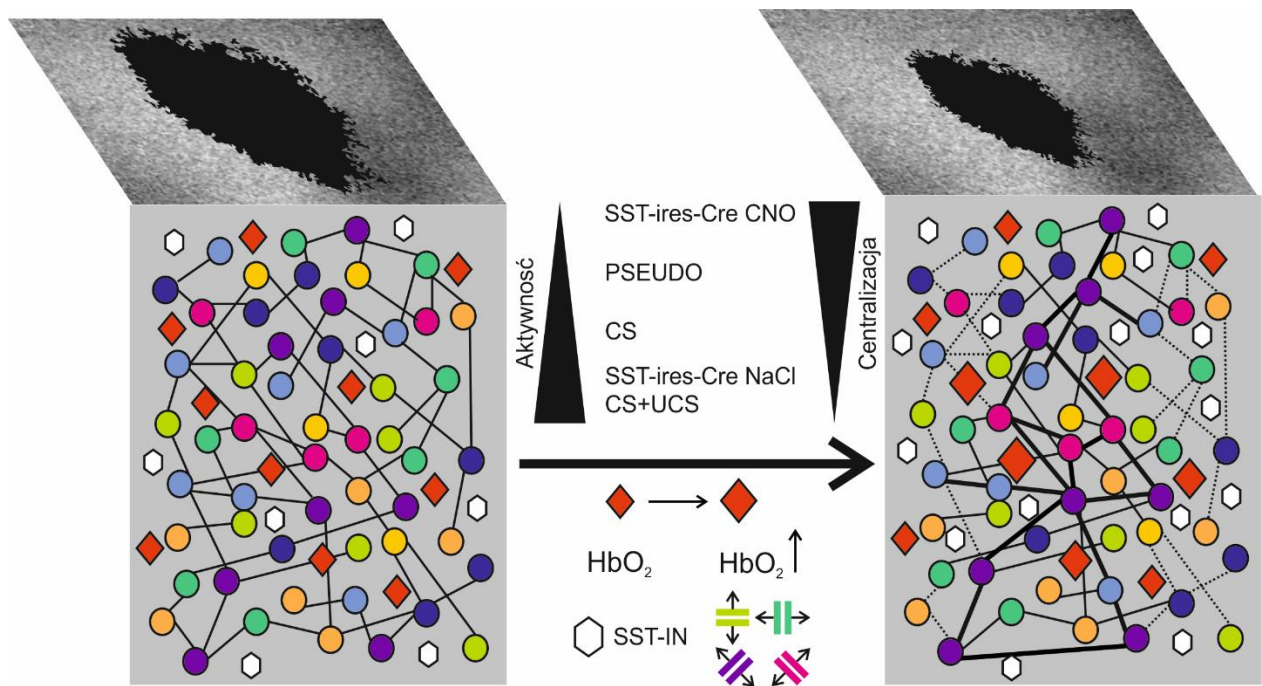 Aktywność
SST-ires-Cre CNO
PSEUDO
CS
SST-ires-Cre NaCl
CS+UCS
Centralizacja
HbO₂
HbO₂
SST-IN